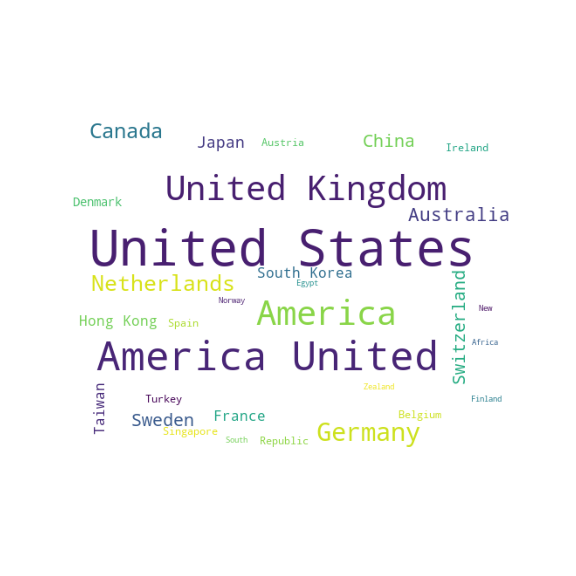 Canada
Japan
Austria
China
Ireland
United Kingdom
Denmark
Australia
United States
South Korea
Netherlands
Egypt
Switzerland
Norway
America
New
Hong Kong
Spain
America United
Africa
Zealand
Taiwan
Turkey
Finland
Sweden
France
Belgium
Singapore
Germany
South
Republic